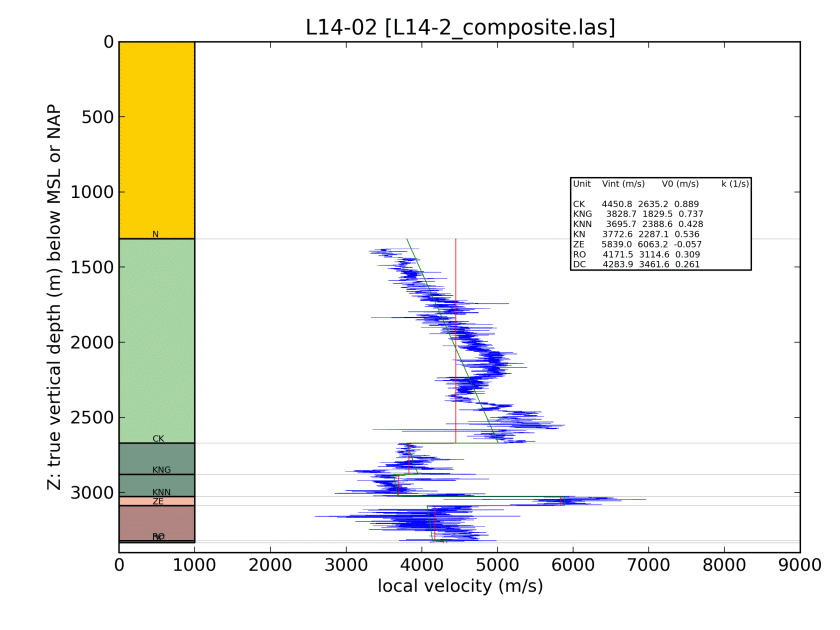 L14-02 [L14-2_composite.las]
0
500
1000
1500
2000
2500
3000
Z: true vertical depth (m) below MSL or NAP
N
CK
KNG
KNN
ZE
RO
Unit Vint (m/s) V0 (m/s) k (1/s)
CK 4450.8 2635.2 0.889
KNG 3828.7 1829.5 0.737
KNN 3695.7 2388.6 0.428
KN 3772.6 2287.1 0.536
ZE 5839.0 6063.2 -0.057
RO 4171.5 3114.6 0.309
DC 4283.9 3461.6 0.261
0 1000 2000 3000 4000 5000 6000 7000 8000 9000
local velocity (m/s)